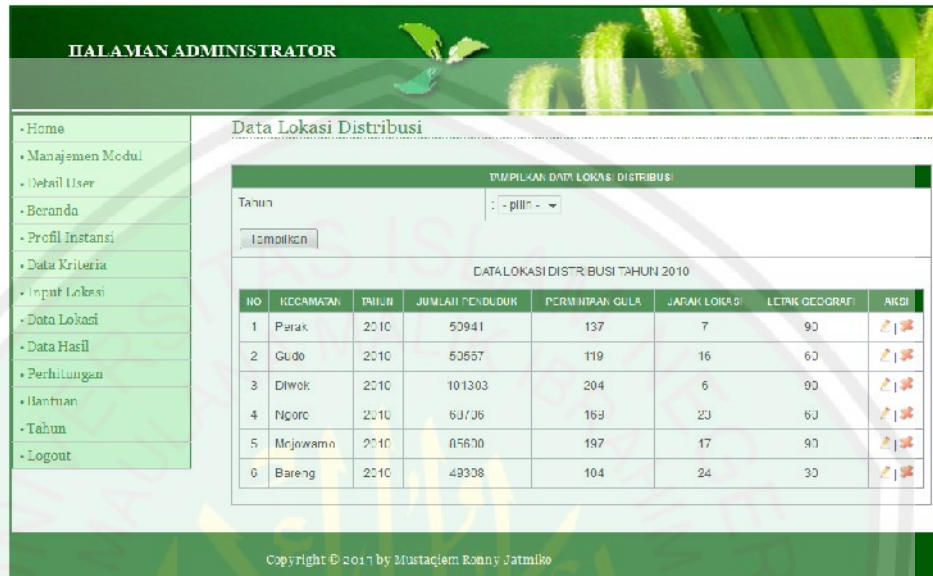 HALAMAN ADMINISTRATOR
• Home
• Manajemen Modul
• Detail User
• Beranda
• Profil Instansi
• Data Kriteria
• Input Lokasi
• Data Lokasi
• Data Hasil
• Perhitungan
• Bantuan
• Tahun
• Logout
Data Lokasi Distribusi
TAMPILKAN DATA LOKASI DISTRIBUSI
Tahun : - pilih -
Tampilkan
DATA LOKASI DISTRIBUSI TAHUN 2010
NO KECAMATAN TAHUN JUMLAH PENDUDUK PERMINTAAN GULA JARAK LOKASI LETAK GEOGRAFI AKSI
1 Perak 2010 50941 137 7 90 |
2 Gudo 2010 119 16 60 |
3 Diwek 2010 101303 204 6 90 |
4 Ngoro 2010 169 23 60 |
5 Mojowarno 2010 85600 197 17 90 |
6 Bareng 2010 49308 104 24 30 |
Copyright © by Mustaqiem Ronny Jatmiko